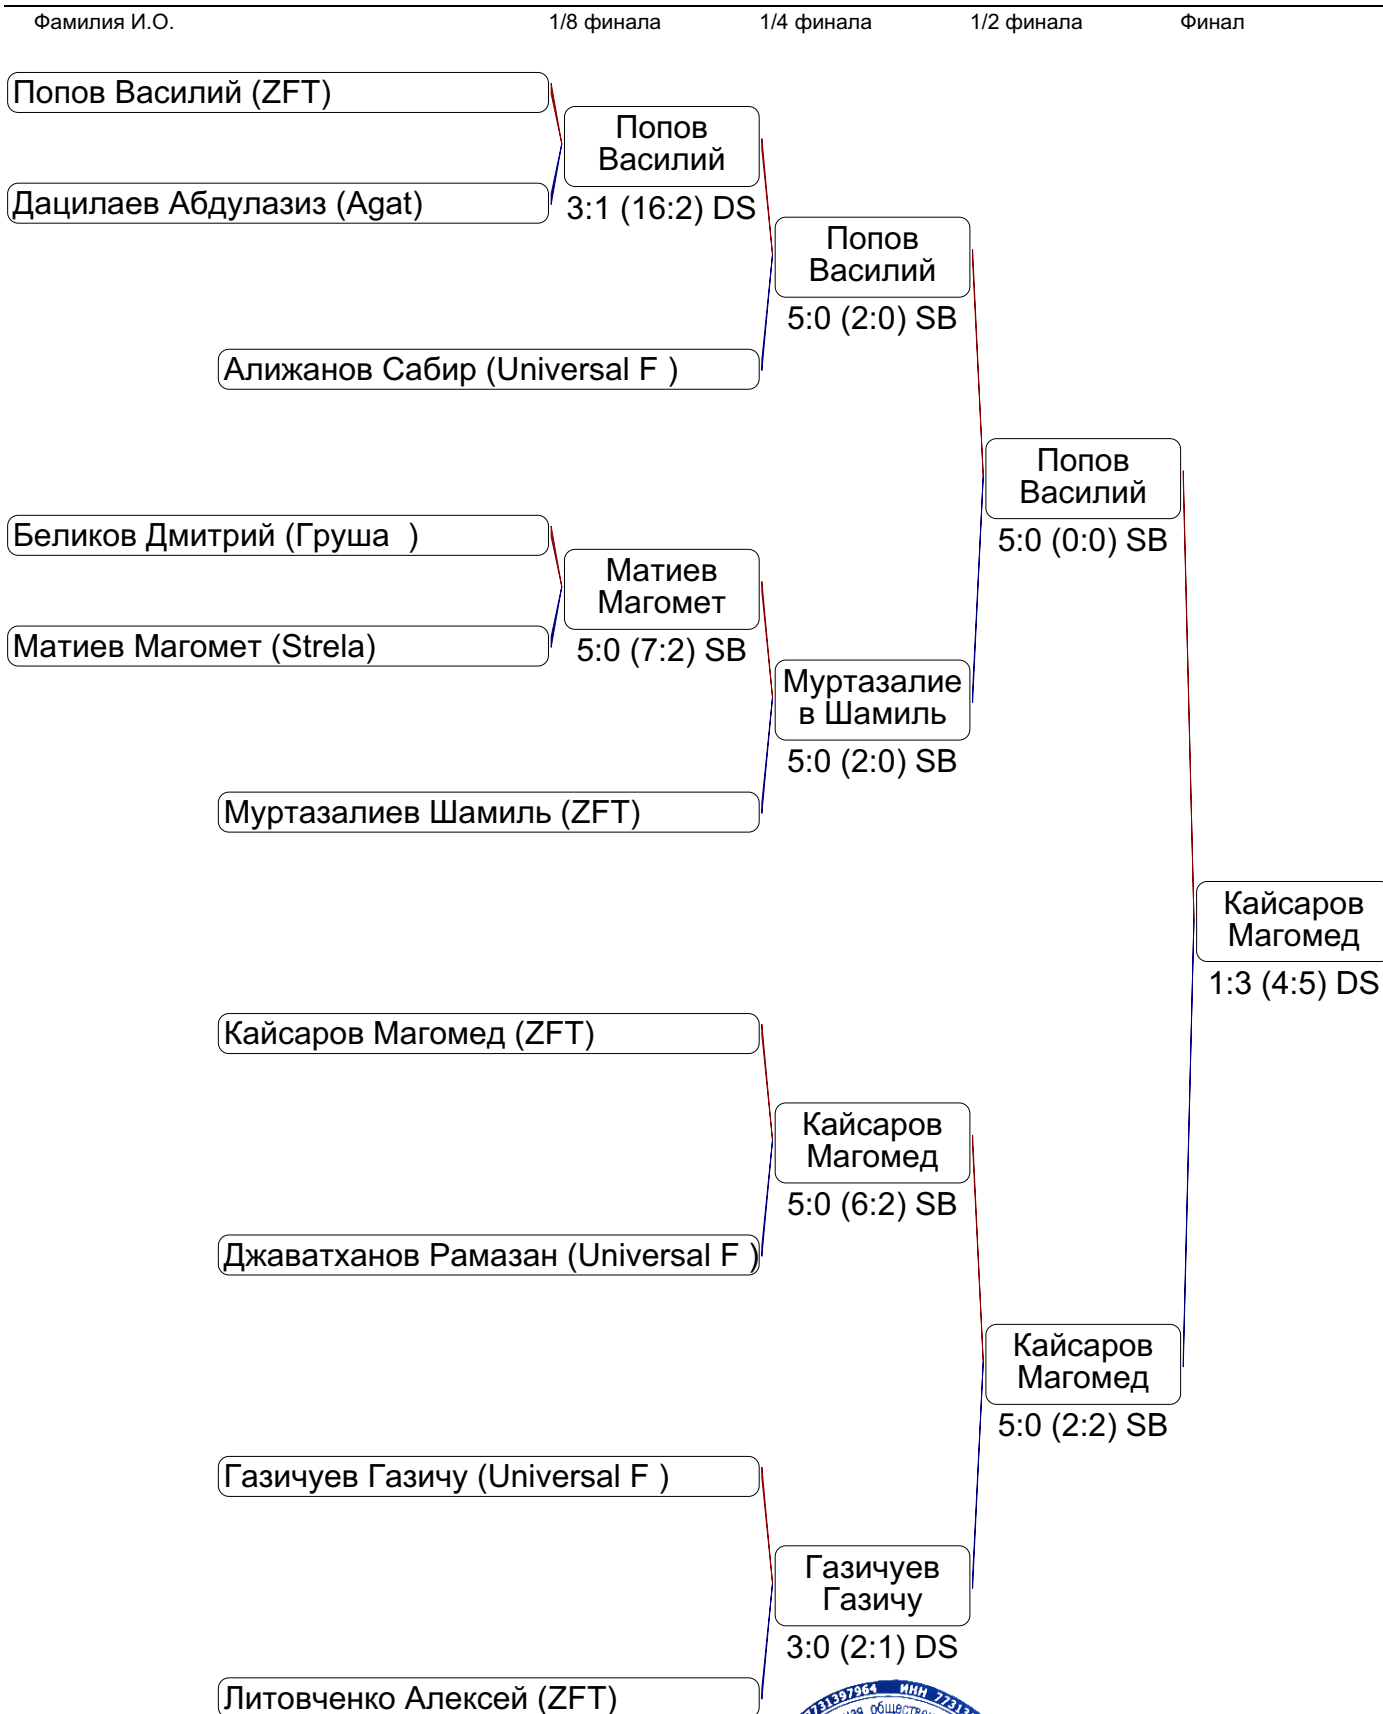 Фамилия И.О. 1/8 финала 1/4 финала 1/2 финала Финал
Попов Василий (ZFT)
Попов
Василий
3:1 (16:2) DS
Дацилаев Абдулазиз (Agat)
Попов
Василий
5:0 (2:0) SB
Алижанов Сабир (Universal F )
Попов
Василий
5:0 (0:0) SB
Беликов Дмитрий (Груша )
Матиев
Магомет
5:0 (7:2) SB
Матиев Магомет (Strela)
Муртазалие
в Шамиль
5:0 (2:0) SB
Муртазалиев Шамиль (ZFT)
Кайсаров
Магомед
1:3 (4:5) DS
Кайсаров Магомед (ZFT)
Кайсаров
Магомед
5:0 (6:2) SB
Джаватханов Рамазан (Universal F )
Кайсаров
Магомед
5:0 (2:2) SB
Газичуев Газичу (Universal F )
Газичуев
Газичу
3:0 (2:1) DS
Литовченко Алексей (ZFT)
ИНН